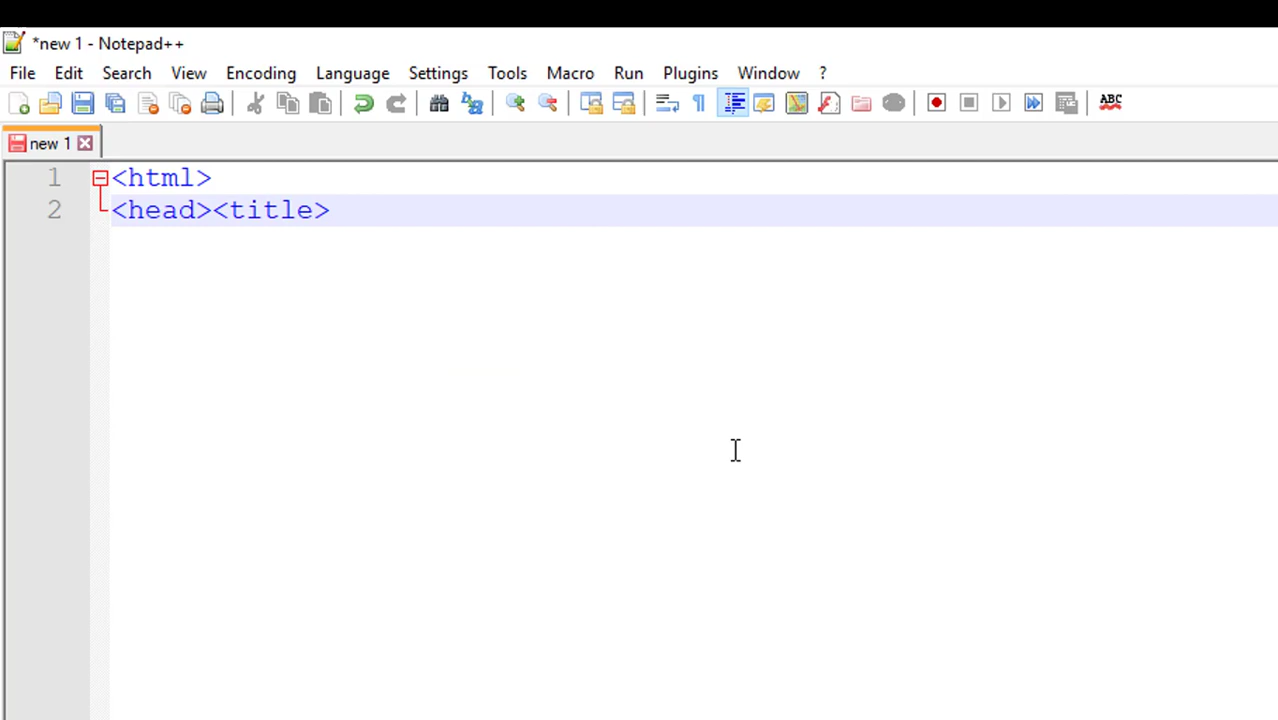 *new 1 - Notepad++
File Edit Search View Encoding Language Settings Tools Macro Run Plugins Window ?
ABC
new 1
1 <html>
2 <head><title>